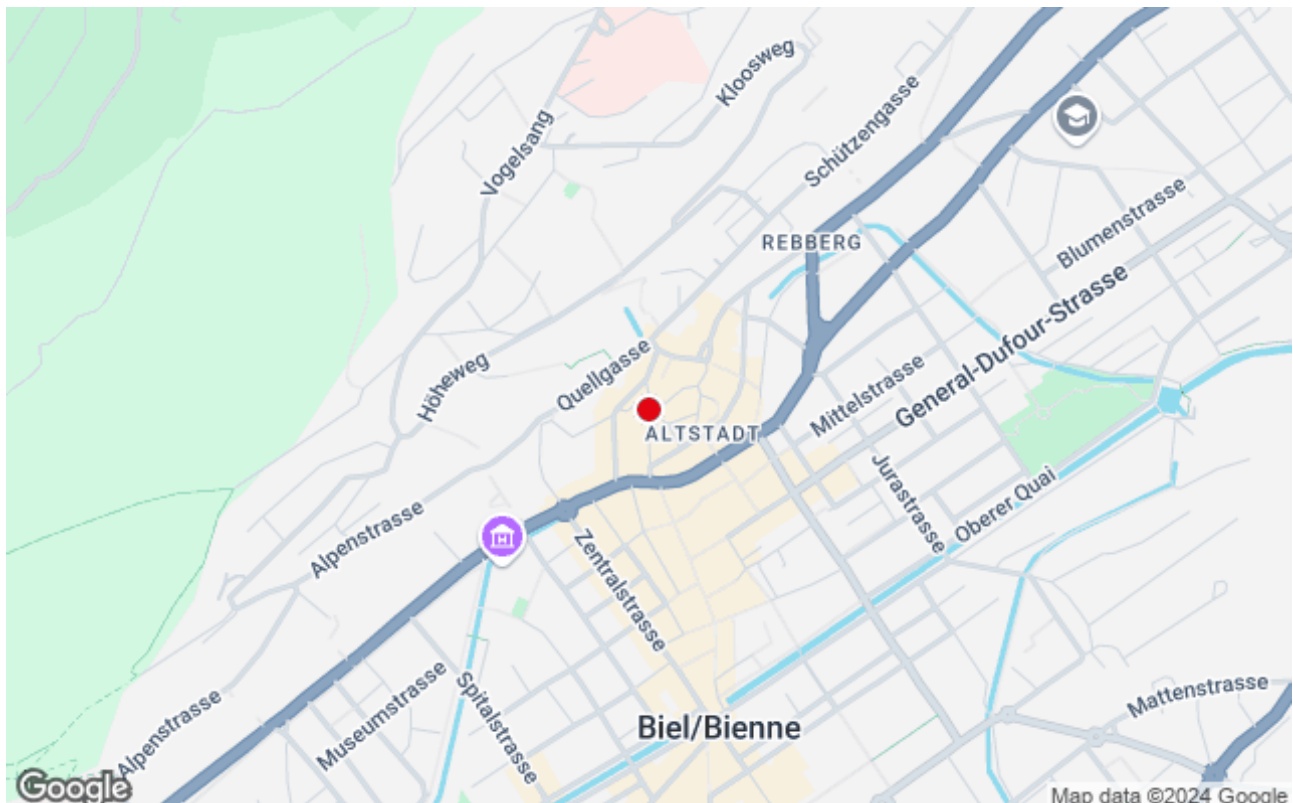 Kloosweg
Vogelsang
Schützengasse
REBBERG
Blumenstrasse
General-Dufour-Strasse
Höheweg
Quellgasse
Mittelstrasse
ALTSTADT
Jurastrasse
Oberer Quai
Alpenstrasse
Zentralstrasse
Museumstrasse
Spitalstrasse
Alpenstrasse
Mattenstrasse
Biel/Bienne
Google
Map data ©2024 Google